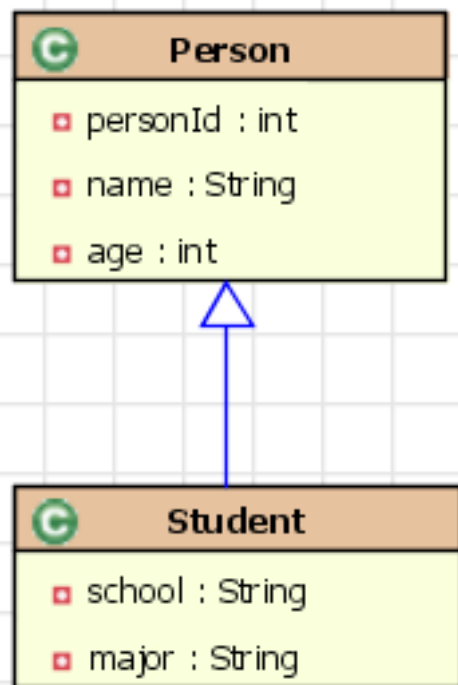 C Person
personId : int
name : String
age : int
C Student
school : String
major : String